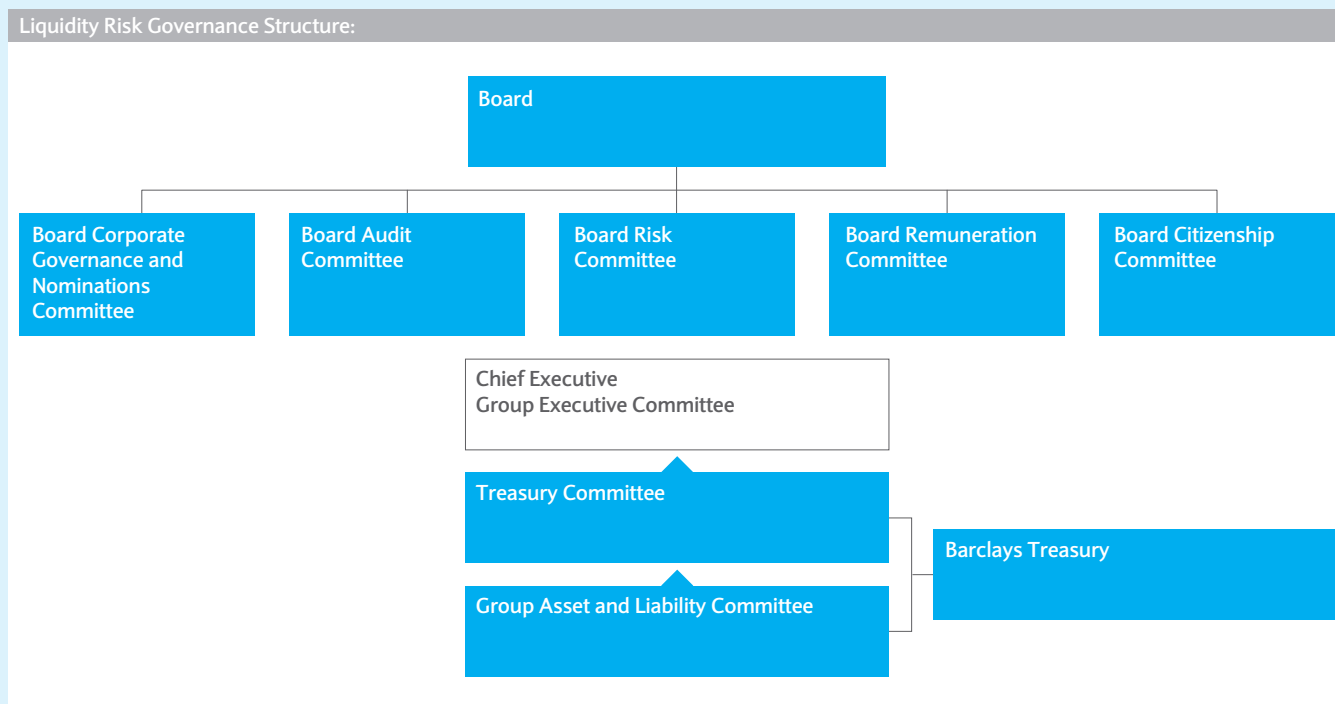 Liquidity Risk Governance Structure:
Board
Board Corporate
Governance and
Nominations
Committee
Board Audit
Committee
Board Risk
Committee
Board Remuneration
Committee
Board Citizenship
Committee
Chief Executive
Group Executive Committee
Treasury Committee
Barclays Treasury
Group Asset and Liability Committee